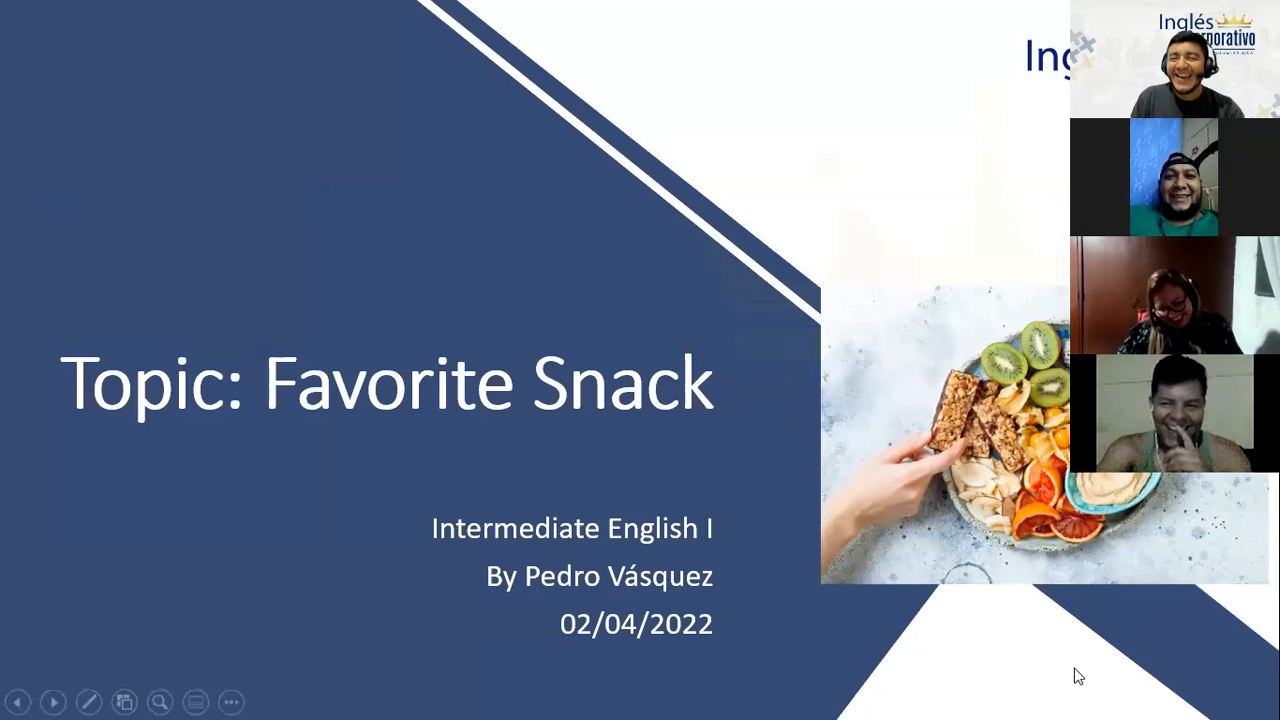 Inglés
Topic: Favorite Snack
Intermediate English I
By Pedro Vásquez
02/04/2022